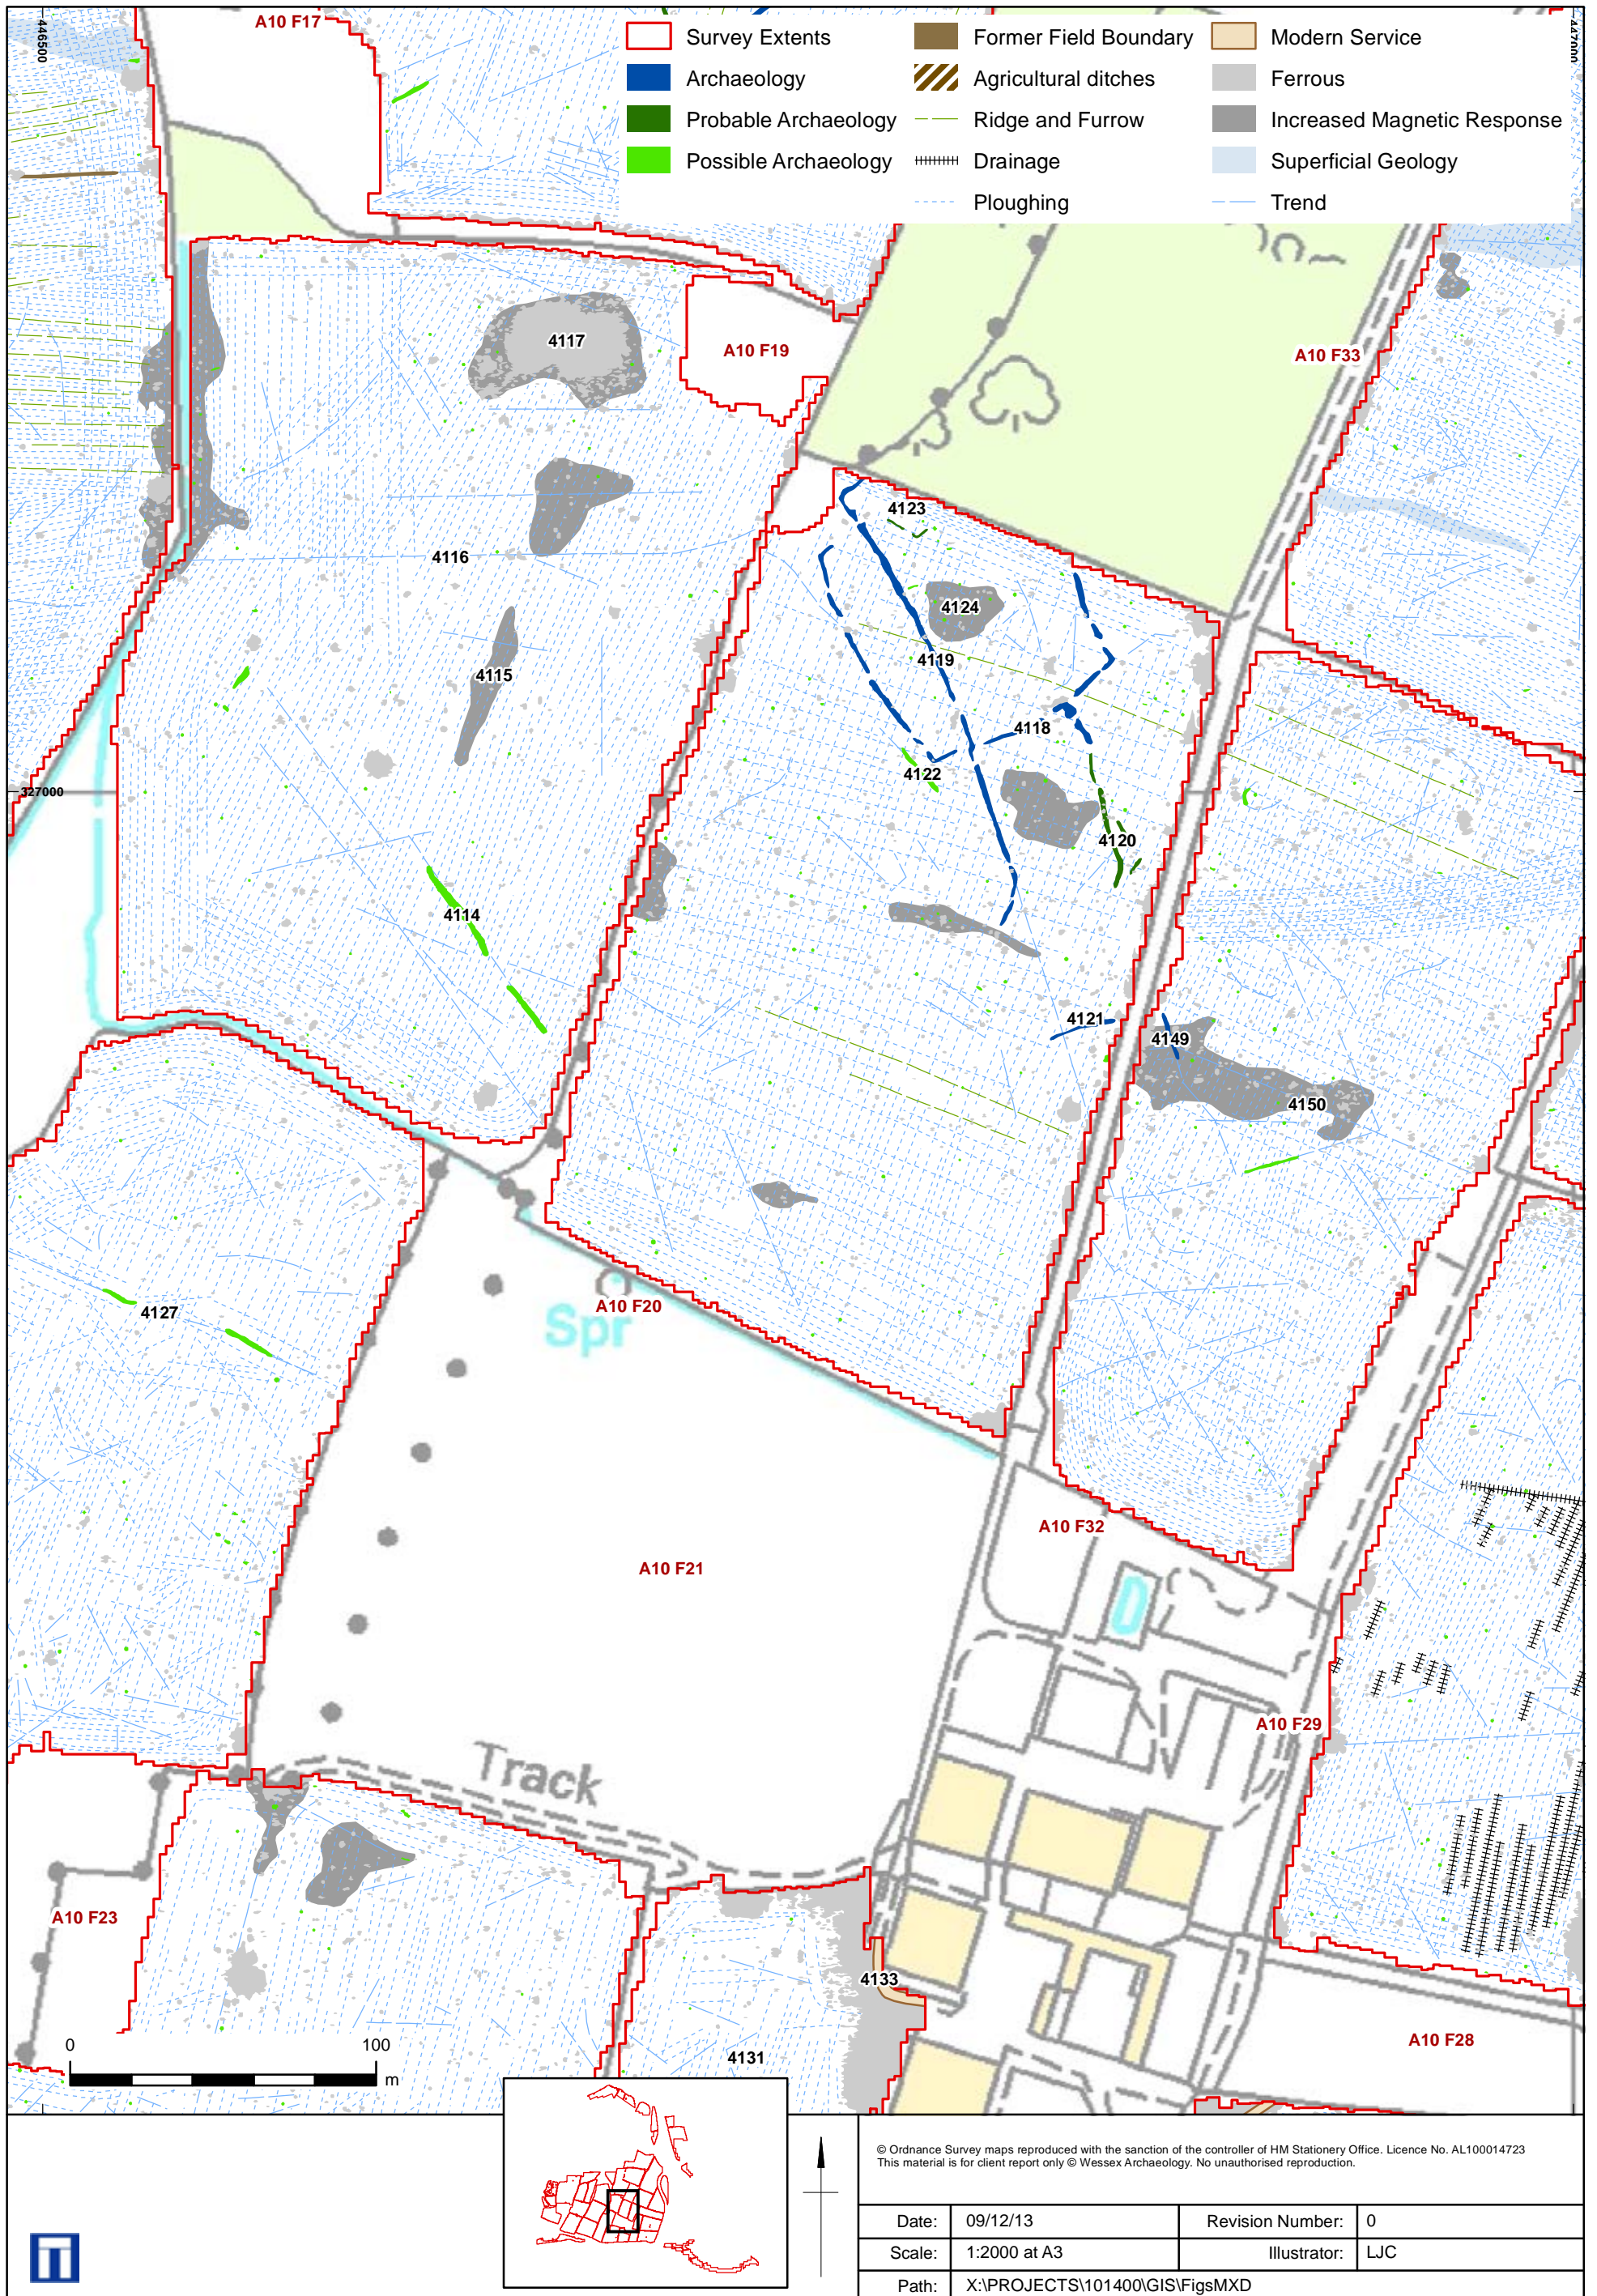 446500
A10 F17
447000
Survey Extents
Archaeology
Probable Archaeology
Possible Archaeology
Former Field Boundary
Agricultural ditches
Ridge and Furrow
Drainage
Ploughing
Modern Service
Ferrous
Increased Magnetic Response
Superficial Geology
Trend
4117
A10 F19
A10 F33
4123
4116
4124
4119
4115
4118
4122
327000
4120
4114
4121
4149
4150
4127
A10 F20
Spr
A10 F32
A10 F21
A10 F29
Track
A10 F23
4133
A10 F28
0 100
m
4131
© Ordnance Survey maps reproduced with the sanction of the controller of HM Stationery Office. Licence No. AL100014723
This material is for client report only © Wessex Archaeology. No unauthorised reproduction.
Date: 09/12/13 Revision Number: 0
Scale: 1:2000 at A3 Illustrator: LJC
Path: X:\PROJECTS\101400\GIS\FigsMXD